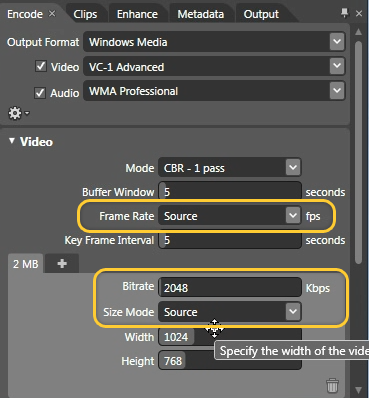 Encode × Clips Enhance Metadata Output
Output Format Windows Media
Video VC-1 Advanced
Audio WMA Professional
Video
Mode CBR - 1 pass
Buffer Window 5 seconds
Frame Rate Source fps
Key Frame Interval 5 seconds
2 MB +
Bitrate 2048 Kbps
Size Mode Source
Width 1024
Specify the width of the vide
Height 768